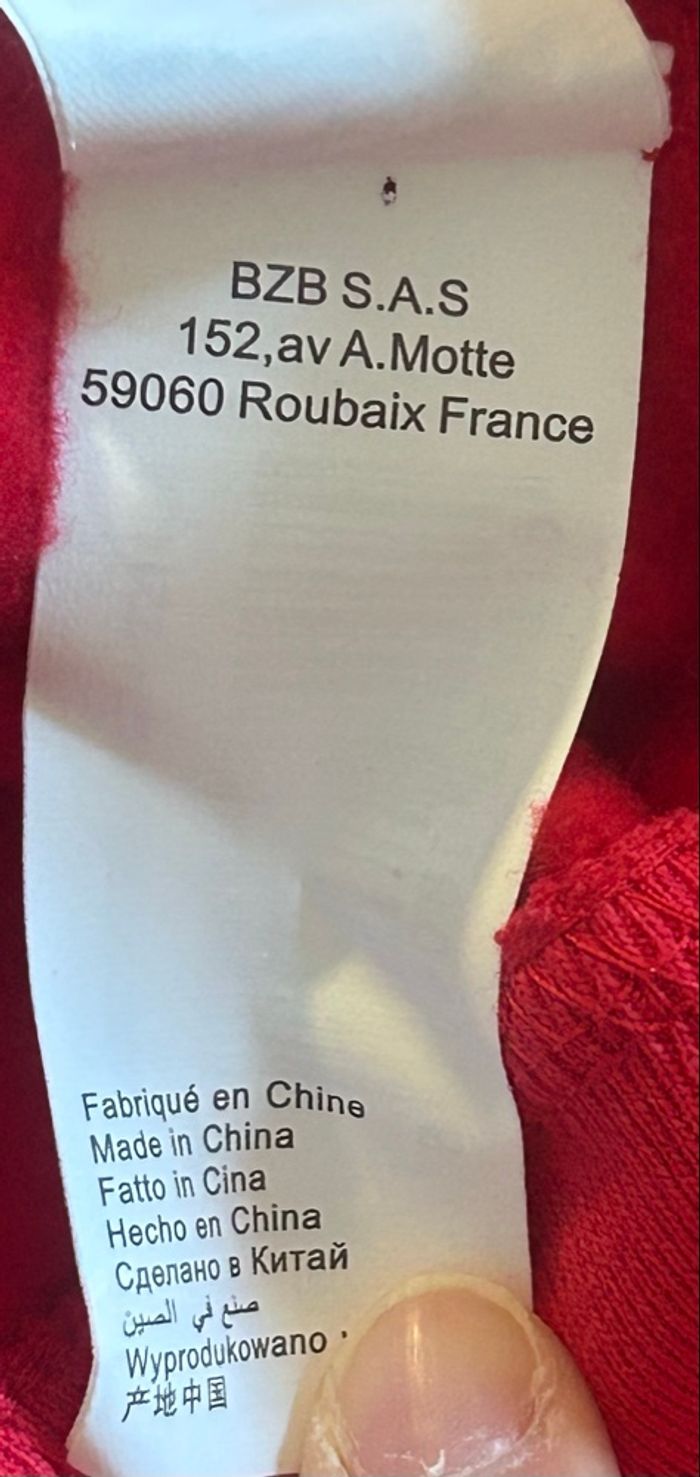 BZB S.A.S
152,av A.Motte
59060 Roubaix France
Fabriqué en Chine
Made in China
Fatto in Cina
Hecho en China
Сделано в Китай
صنع في الصين
Wyprodukowano
产地中国